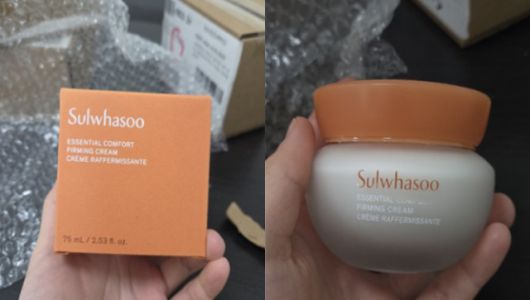 Sulwhasoo
ESSENTIAL COMFORT
FIRMING CREAM
CRÈME RAFFERMISSANTE
75 mL / 2.53 fl. oz.
Sulwhasoo
ESSENTIAL
FIRMING CREAM
CRÈME RAFFERMISSANTE